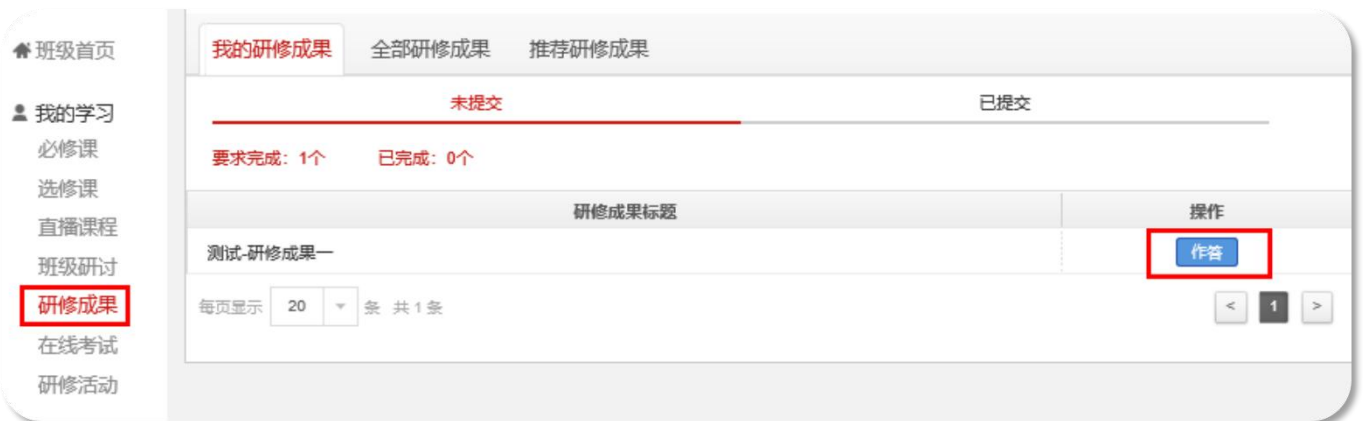 班级首页
我的学习
必修课
选修课
直播课程
班级研讨
研修成果
在线考试
研修活动
我的研修成果 全部研修成果 推荐研修成果
未提交 已提交
要求完成：1个 已完成：0个
研修成果标题 操作
测试-研修成果一 作答
每页显示 20 条 共1条 < 1 >